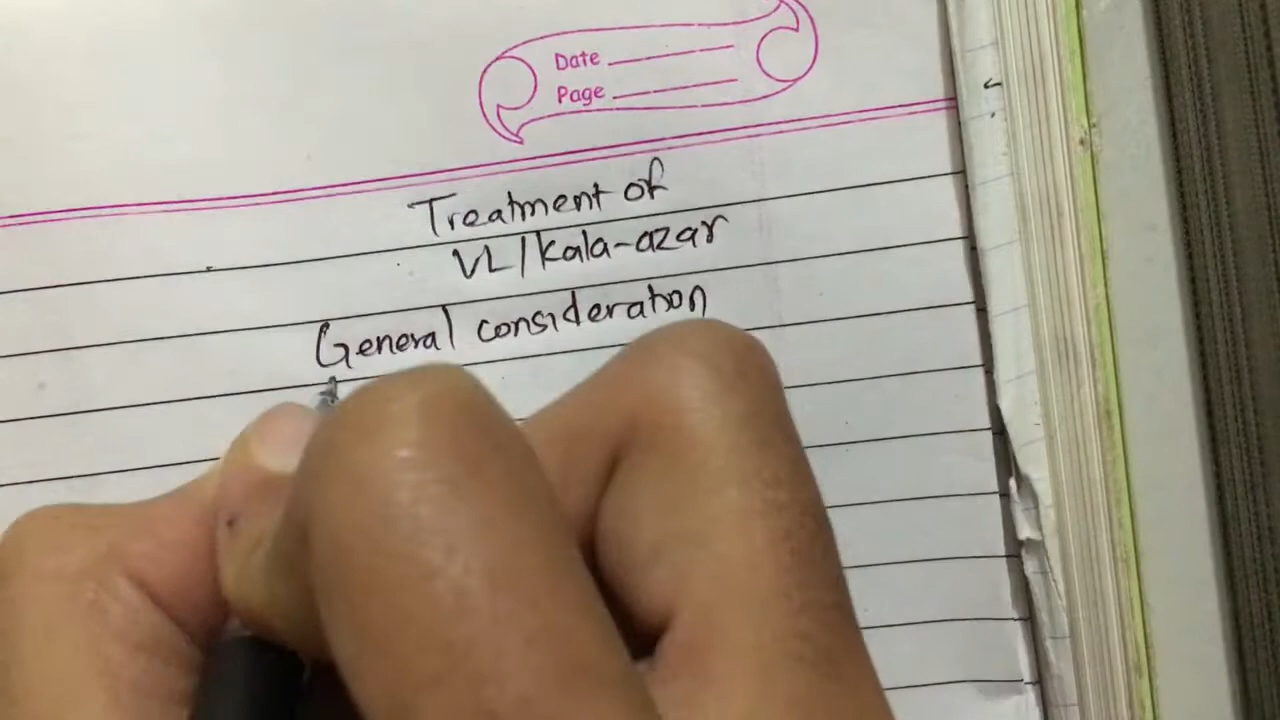 Date
Page
Treatment of
VL/kala-azar
General consideration